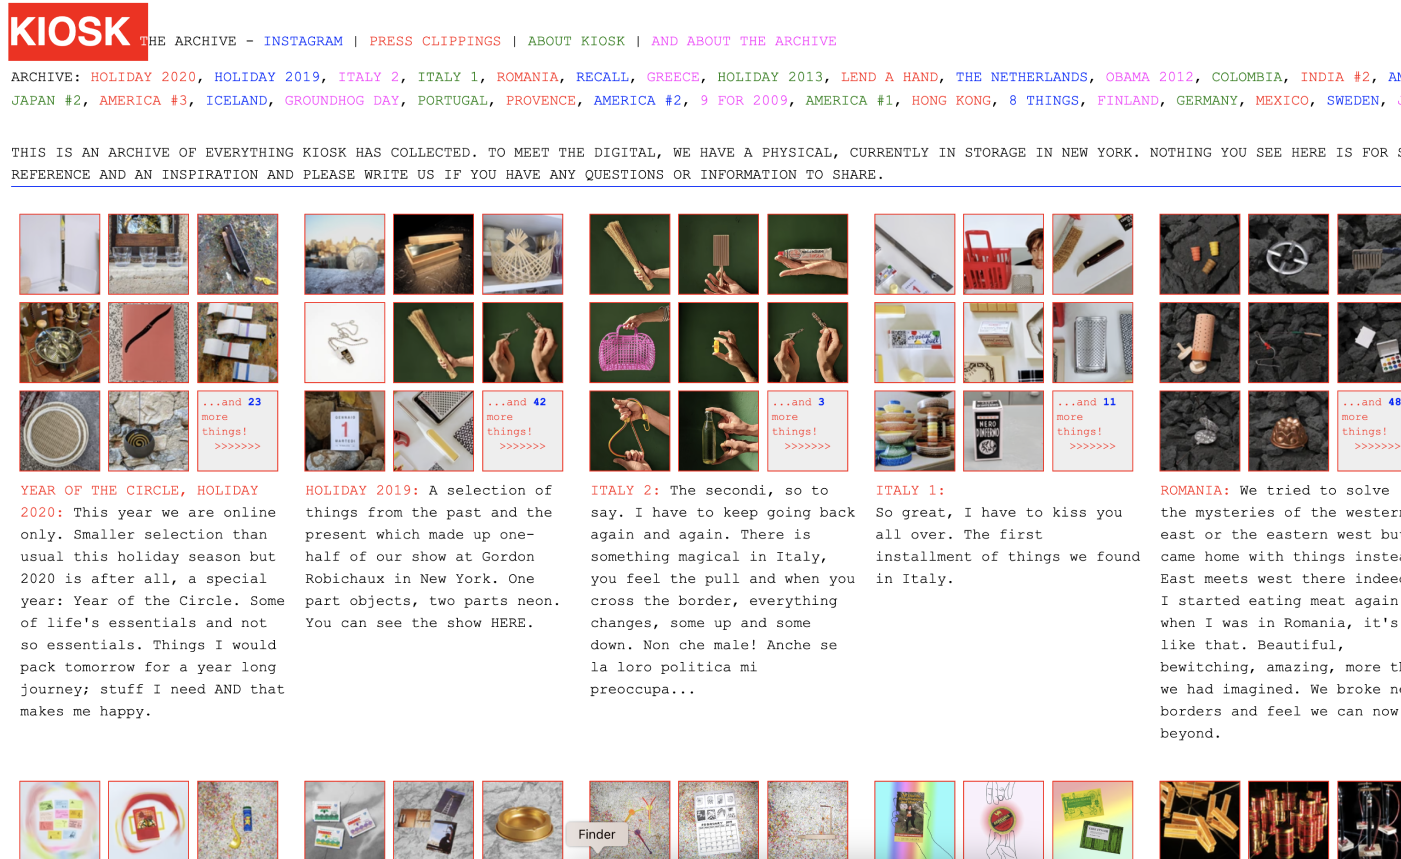 KIOSK
THE ARCHIVE – INSTAGRAM | PRESS CLIPPINGS | ABOUT KIOSK | AND ABOUT THE ARCHIVE
ARCHIVE: HOLIDAY 2020, HOLIDAY 2019, ITALY 2, ITALY 1, ROMANIA, RECALL, GREECE, HOLIDAY 2013, LEND A HAND, THE NETHERLANDS, OBAMA 2012, COLOMBIA, INDIA #2,
JAPAN #2, AMERICA #3, ICELAND, GROUNDHOG DAY, PORTUGAL, PROVENCE, AMERICA #2, 9 FOR 2009, AMERICA #1, HONG KONG, 8 THINGS, FINLAND, GERMANY, MEXICO, SWEDEN,
THIS IS AN ARCHIVE OF EVERYTHING KIOSK HAS COLLECTED. TO MEET THE DIGITAL, WE HAVE A PHYSICAL, CURRENTLY IN STORAGE IN NEW YORK. NOTHING YOU SEE HERE IS FOR
REFERENCE AND AN INSPIRATION AND PLEASE WRITE US IF YOU HAVE ANY QUESTIONS OR INFORMATION TO SHARE.
...and 23
more
things!
>>>>>>>
YEAR OF THE CIRCLE, HOLIDAY
2020: This year we are online
only. Smaller selection than
usual this holiday season but
2020 is after all, a special
year: Year of the Circle. Some
of life's essentials and not
so essentials. Things I would
pack tomorrow for a year long
journey; stuff I need AND that
makes me happy.
GENNAIO
1
MARTEDI
...and 42
more
things!
>>>>>>>
HOLIDAY 2019: A selection of
things from the past and the
present which made up one-
half of our show at Gordon
Robichaux in New York. One
part objects, two parts neon.
You can see the show HERE.
...and 3
more
things!
>>>>>>>
ITALY 2: The secondi, so to
say. I have to keep going back
again and again. There is
something magical in Italy,
you feel the pull and when you
cross the border, everything
changes, some up and some
down. Non che male! Anche se
la loro politica mi
preoccupa...
crystal
ball
NERO
D'INFERNO
...and 11
more
things!
>>>>>>>
ITALY 1:
So great, I have to kiss you
all over. The first
installment of things we found
in Italy.
...and 48
more
things!
>>>>>>>
ROMANIA: We tried to solve
the mysteries of the western
east or the eastern west but
came home with things
East meets west there
I started eating meat again
when I was in Romania, it's
like that. Beautiful,
bewitching, amazing, more
we had imagined. We broke
borders and feel we can now
beyond.
FEBRUARY
Finder